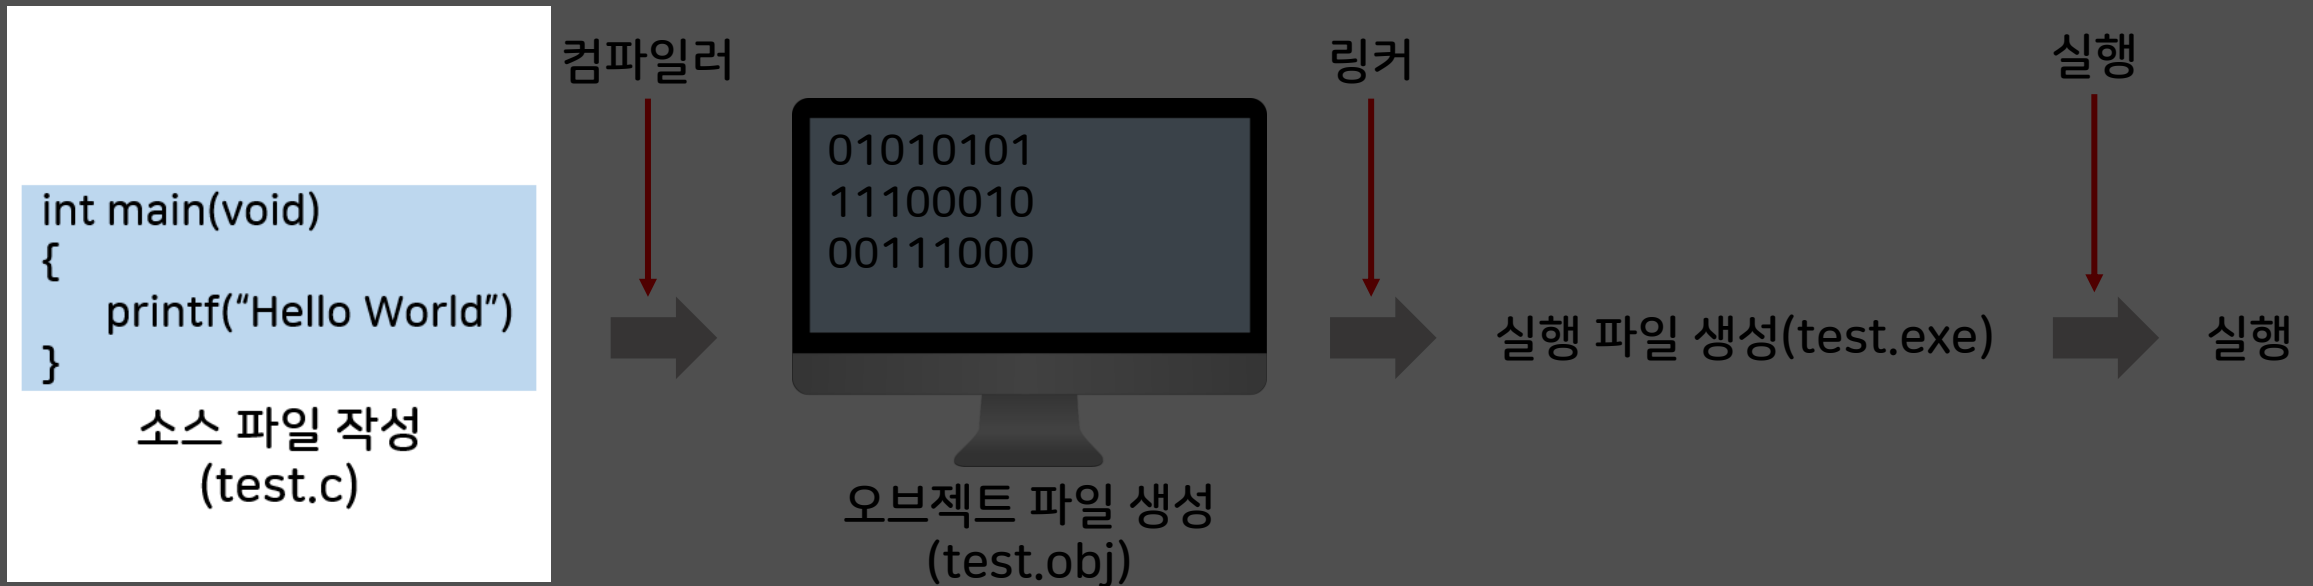 int main(void)
{
printf(“Hello World”)
}
소스 파일 작성
(test.c)
컴파일러
01010101
11100010
00111000
오브젝트 파일 생성
(test.obj)
링커
실행 파일 생성(test.exe)
실행
실행